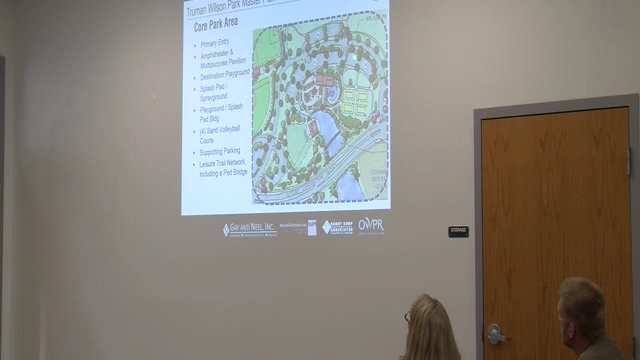 Truman Wilson Park Master
Core Park Area
• Primary Entry
• Amphitheater &
Multipurpose Pavilion
• Destination Playground
• Splash Pad /
Sprayground
• Playground / Splash
Pad Bldg
• (4) Sand Volleyball
Courts
• Supporting Parking
• Leisure Trail Network,
including a Ped Bridge
GAY AND NEEL, INC.
OWPR
STORAGE